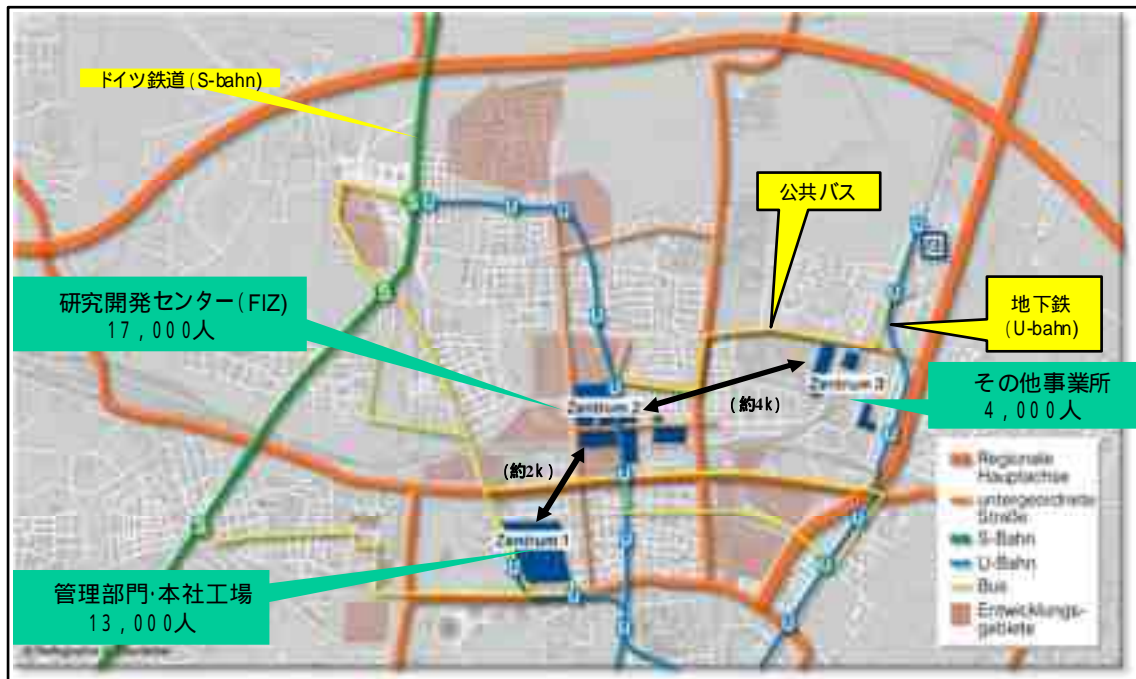 ドイツ鉄道(S-bahn)
公共バス
研究開発センター(FIZ)
17,000人
地下鉄
(U-bahn)
Zentrum 3
その他事業所
4,000人
Zentrum 2
(約4k)
(約2k)
Zentrum 1
管理部門・本社工場
13,000人
Regionale
Hauptachse
untergeordnete
Straße
S-Bahn
U-Bahn
Bus
Entwicklungs-
gebiete